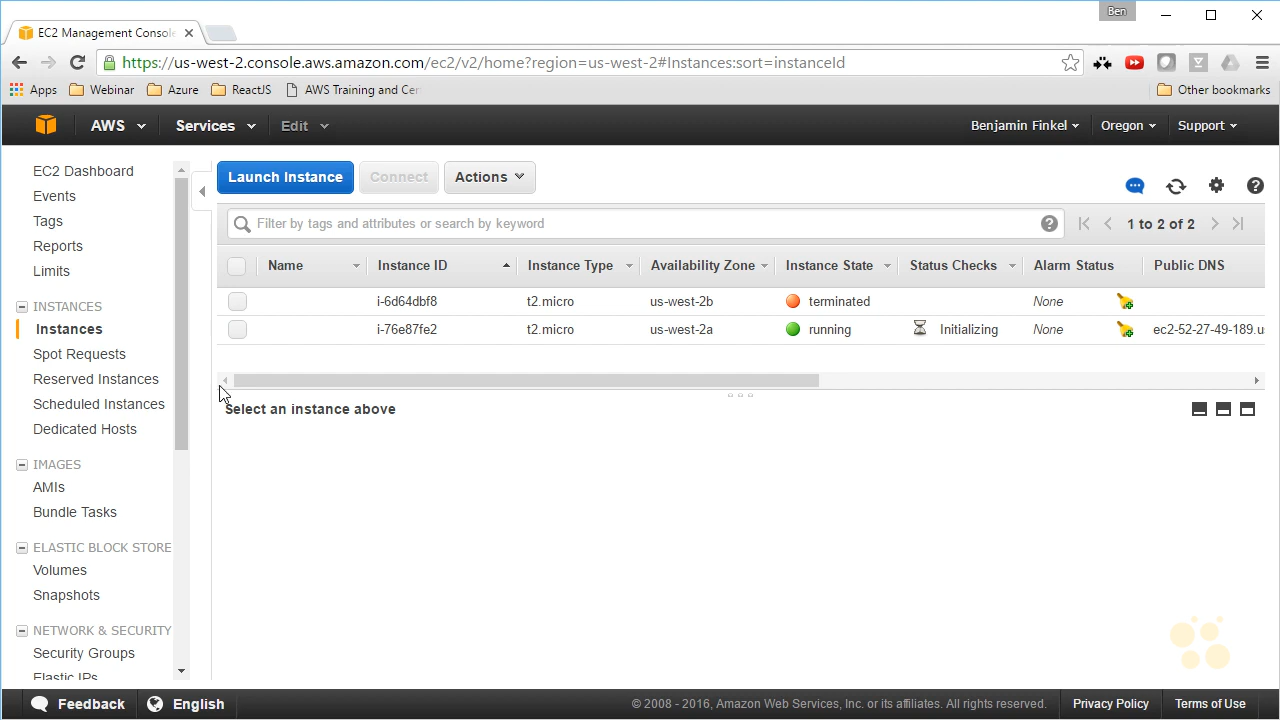 Ben
EC2 Management Console
https://us-west-2.console.aws.amazon.com/ec2/v2/home?region=us-west-2#Instances:sort=instanceId
Apps Webinar Azure ReactJS AWS Training and Cer Other bookmarks
AWS Services Edit Benjamin Finkel Oregon Support
EC2 Dashboard
Events
Tags
Reports
Limits
INSTANCES
Instances
Spot Requests
Reserved Instances
Scheduled Instances
Dedicated Hosts
IMAGES
AMIs
Bundle Tasks
ELASTIC BLOCK STORE
Volumes
Snapshots
NETWORK & SECURITY
Security Groups
Elastic IPs
Launch Instance Connect Actions
Filter by tags and attributes or search by keyword 1 to 2 of 2
Name Instance ID Instance Type Availability Zone Instance State Status Checks Alarm Status Public DNS
i-6d64dbf8 t2.micro us-west-2b terminated None
i-76e87fe2 t2.micro us-west-2a running Initializing None ec2-52-27-49-189.us
Select an instance above
Feedback English © 2008 - 2016, Amazon Web Services, Inc. or its affiliates. All rights reserved. Privacy Policy Terms of Use